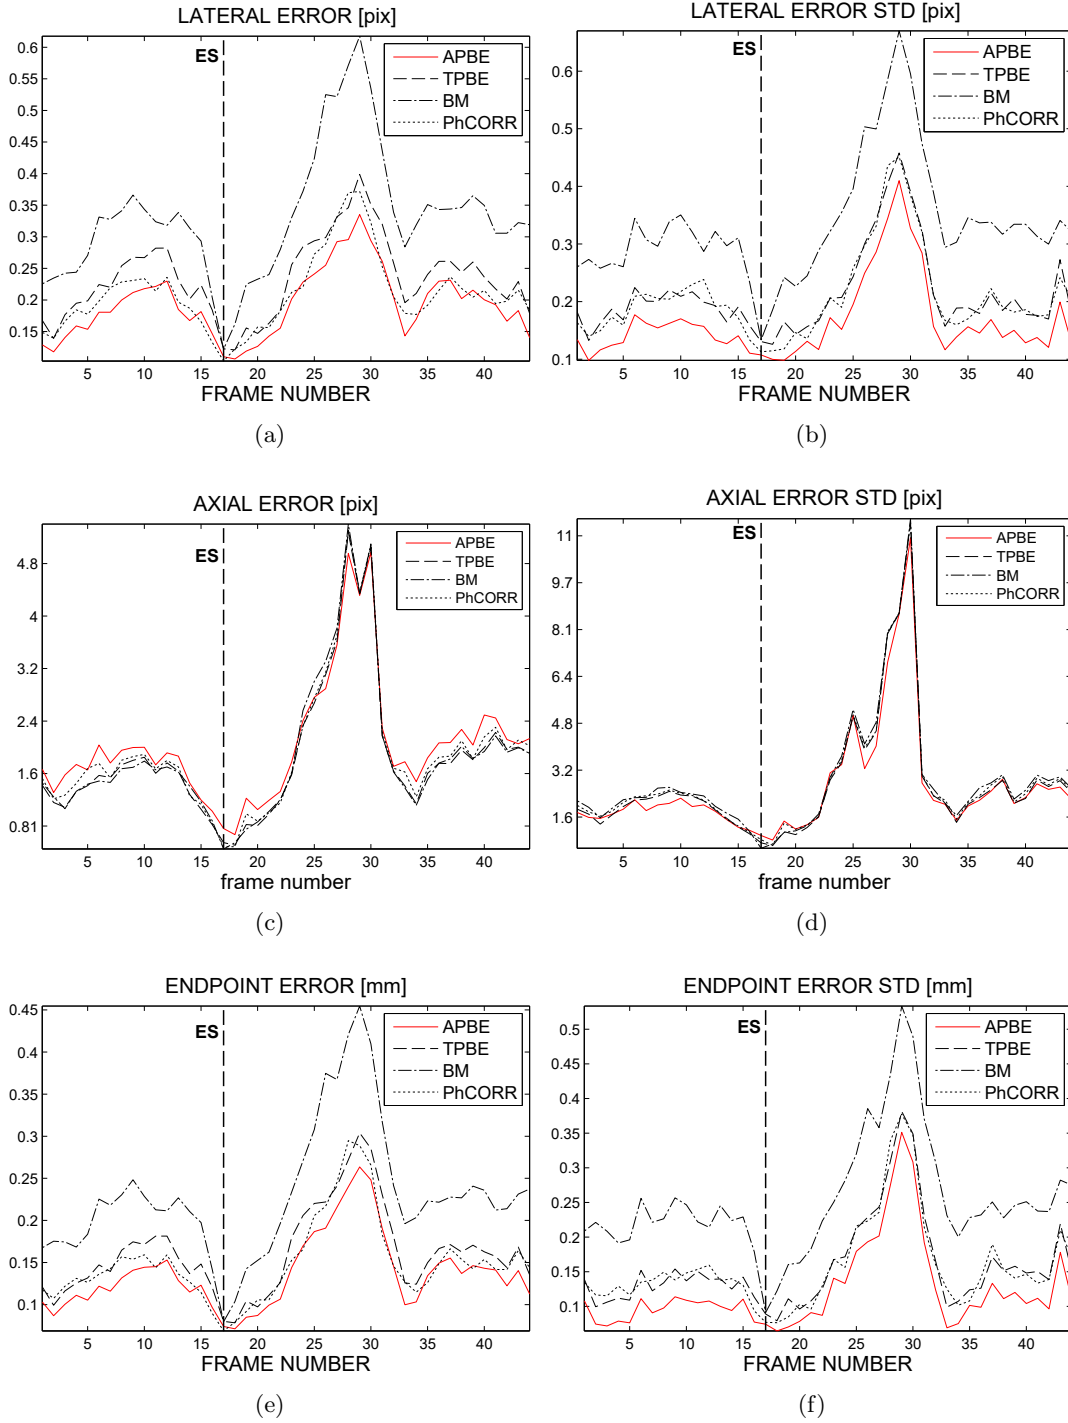 LATERAL ERROR [pix]
0.6
0.55
0.5
0.45
0.4
0.35
0.3
0.25
0.2
0.15
ES
APBE
TPBE
BM
PhCORR
5 10 15 20 25 30 35 40
FRAME NUMBER
(a)
LATERAL ERROR STD [pix]
0.6
0.5
0.4
0.3
0.2
0.1
ES
APBE
TPBE
BM
PhCORR
5 10 15 20 25 30 35 40
FRAME NUMBER
(b)
AXIAL ERROR [pix]
4.8
4
3.2
2.4
1.6
0.81
ES
APBE
TPBE
BM
PhCORR
5 10 15 20 25 30 35 40
frame number
(c)
AXIAL ERROR STD [pix]
11
9.7
8.1
6.4
4.8
3.2
1.6
ES
APBE
TPBE
BM
PhCORR
5 10 15 20 25 30 35 40
frame number
(d)
ENDPOINT ERROR [mm]
0.45
0.4
0.35
0.3
0.25
0.2
0.15
0.1
ES
APBE
TPBE
BM
PhCORR
5 10 15 20 25 30 35 40
FRAME NUMBER
(e)
ENDPOINT ERROR STD [mm]
0.5
0.45
0.4
0.35
0.3
0.25
0.2
0.15
0.1
ES
APBE
TPBE
BM
PhCORR
5 10 15 20 25 30 35 40
FRAME NUMBER
(f)